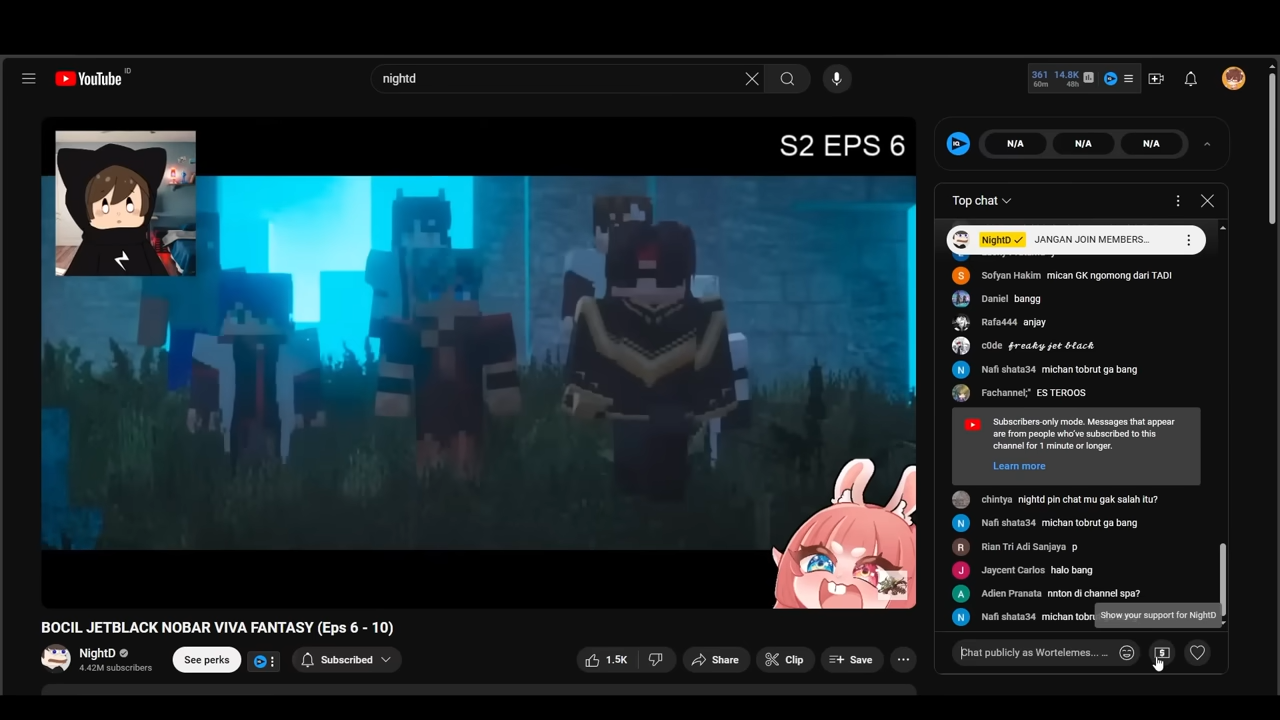 YouTube ID
nightd
361 60m
14.8K 48h
S2 EPS 6
IQ N/A N/A N/A
Top chat
NightD JANGAN JOIN MEMBERS...
Sofyan Hakim mican GK ngomong dari TADI
Daniel bangg
Rafa444 anjay
c0de 𝓯𝓻𝓮𝓪𝓴𝔂 𝓳𝓮𝓽 𝓫𝓵𝓪𝓬𝓴
N Nafi shata34 michan tobrut ga bang
Fachannel;" ES TEROOS
Subscribers-only mode. Messages that appear
are from people who've subscribed to this
channel for 1 minute or longer.
Learn more
chintya nightd pin chat mu gak salah itu?
N Nafi shata34 michan tobrut ga bang
R Rian Tri Adi Sanjaya p
J Jaycent Carlos halo bang
A Adien Pranata nnton di channel spa?
N Nafi shata34 michan
Show your support for NightD
Chat publicly as Wortelemes... ...
BOCIL JETBLACK NOBAR VIVA FANTASY (Eps 6 - 10)
NightD
4.42M subscribers
See perks
Subscribed
1.5K
Share
Clip
Save